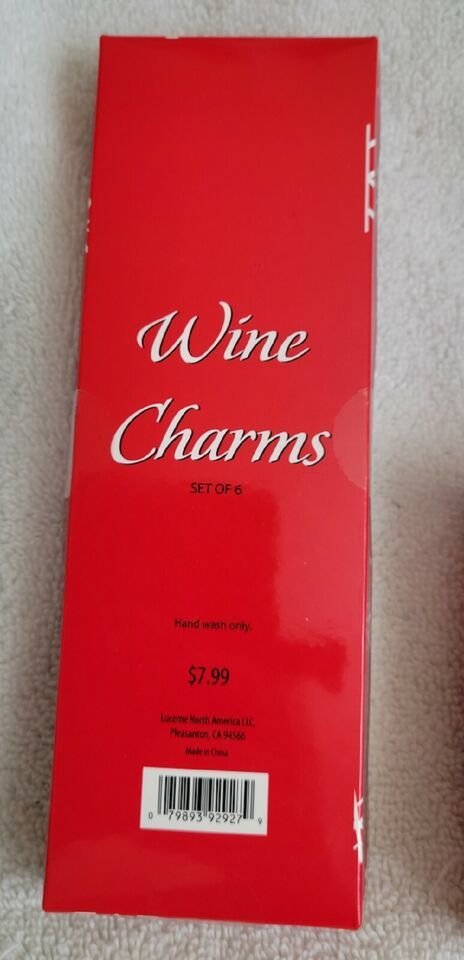 Wine
Charms
SET OF 6
Hand wash only.
$7.99
Lucerne North America LLC.
Pleasanton, CA 94566
Made in China
0 79893 92927 9